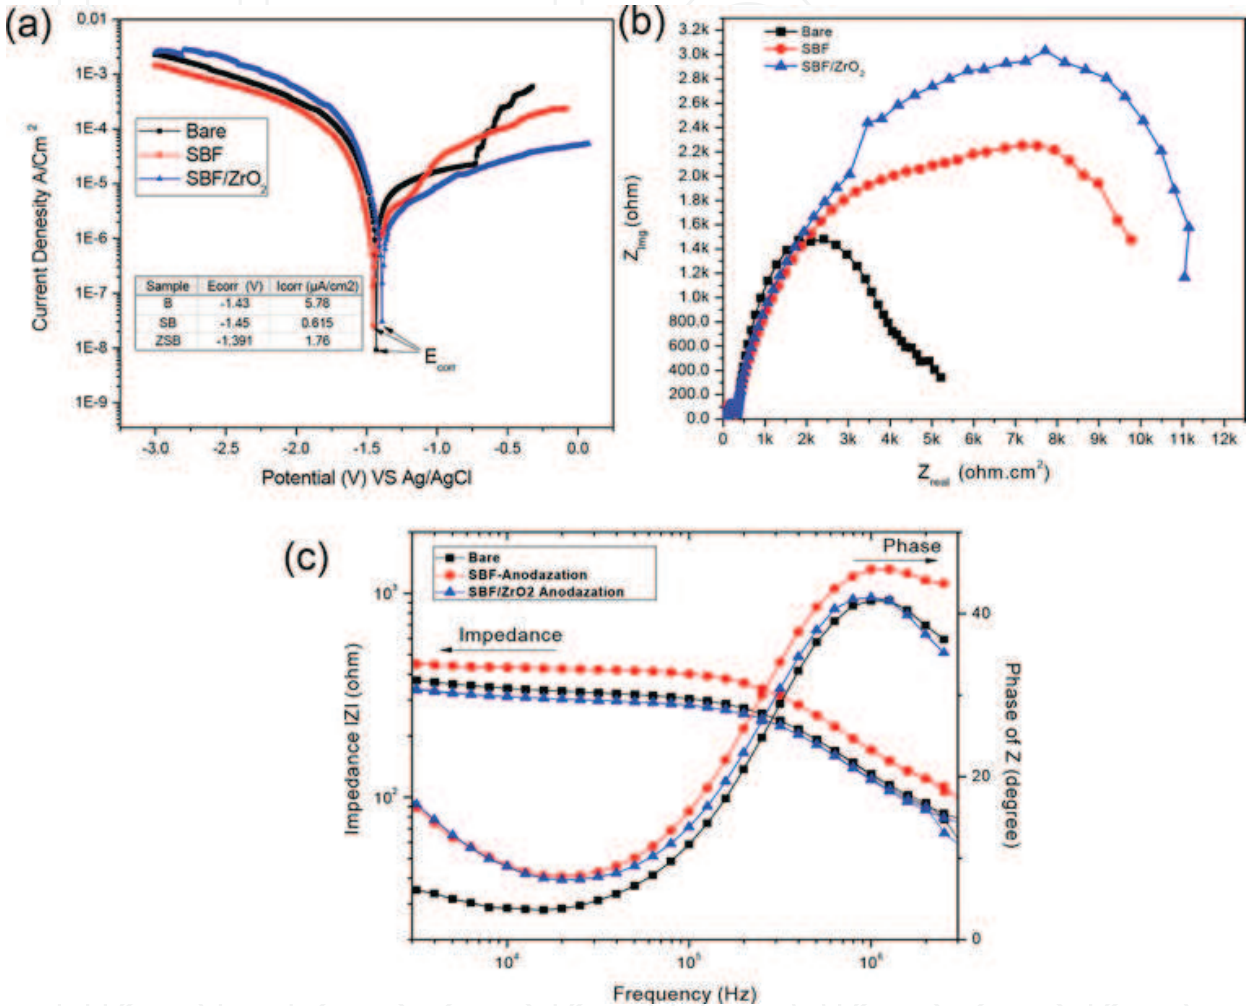 (a)
0.01
1E-3
1E-4
1E-5
1E-6
1E-7
1E-8
1E-9
Current Denesity A/Cm²
Bare
SBF
SBF/ZrO₂
Sample Ecorr (V) Icorr (µA/cm2)
B -1.43 5.78
SB -1.45 0.615
ZSB -1.391 1.76
E_corr
-3.0 -2.5 -2.0 -1.5 -1.0 -0.5 0.0
Potential (V) VS Ag/AgCl
(b)
3.2k
3.0k
2.8k
2.6k
2.4k
2.2k
2.0k
1.8k
1.6k
1.4k
1.2k
1.0k
800.0
600.0
400.0
200.0
0.0
Z_Img (ohm)
Bare
SBF
SBF/ZrO₂
0 1k 2k 3k 4k 5k 6k 7k 8k 9k 10k 11k 12k
Z_real (ohm.cm²)
(c)
Bare
SBF-Anodazation
SBF/ZrO2 Anodazation
Phase
Impedance
10³
10²
Impedance |Z| (ohm)
40
20
0
Phase of Z (degree)
10⁴ 10⁵ 10⁶
Frequency (Hz)